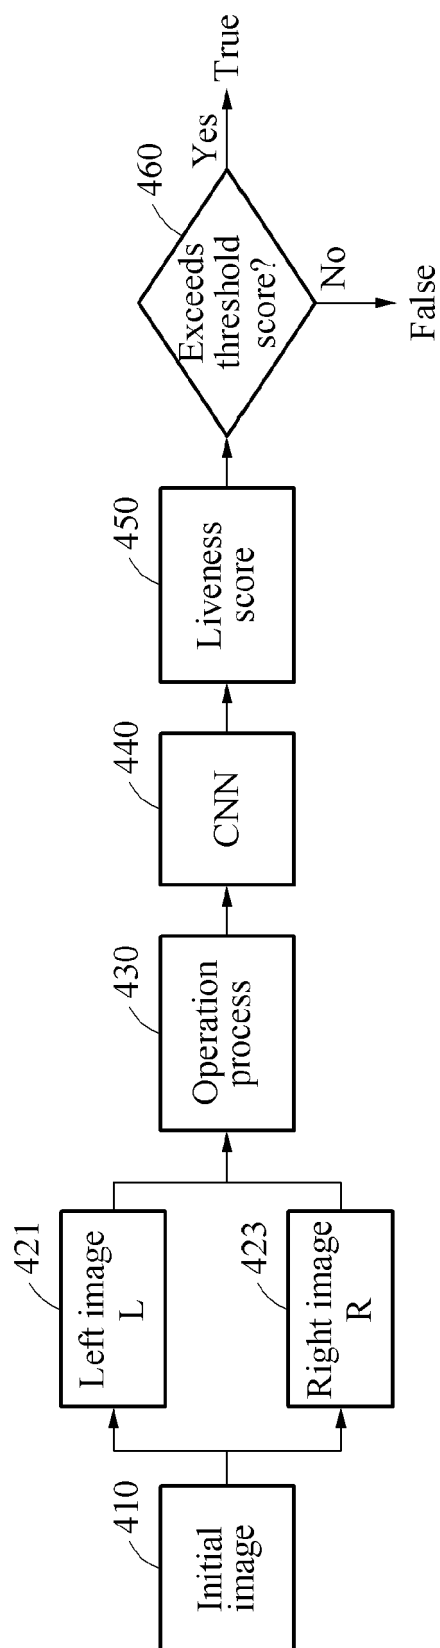 410
Initial
image
421
Left image
L
423
Right image
R
430
Operation
process
440
CNN
450
Liveness
score
460
Exceeds
threshold
score?
Yes
True
No
False